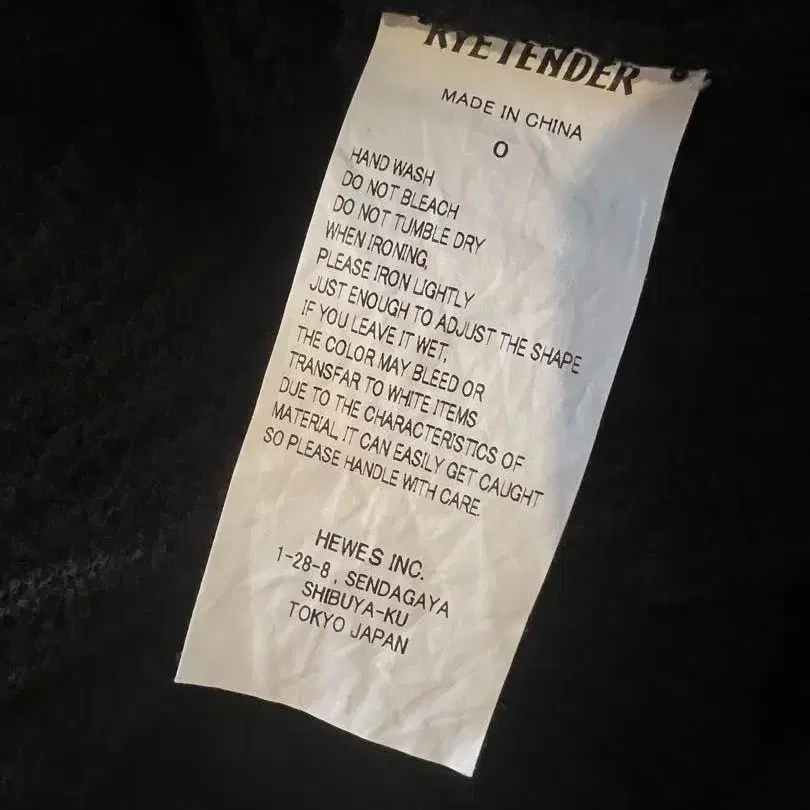 RYETENDER
MADE IN CHINA
0
HAND WASH
DO NOT BLEACH
DO NOT TUMBLE DRY
WHEN IRONING,
PLEASE IRON LIGHTLY
JUST ENOUGH TO ADJUST THE SHAPE
IF YOU LEAVE IT WET,
THE COLOR MAY BLEED OR
TRANSFAR TO WHITE ITEMS
DUE TO THE CHARACTERISTICS OF
MATERIAL, IT CAN EASILY GET CAUGHT
SO PLEASE HANDLE WITH CARE.
HEWES INC.
1-28-8, SENDAGAYA
SHIBUYA-KU
TOKYO JAPAN